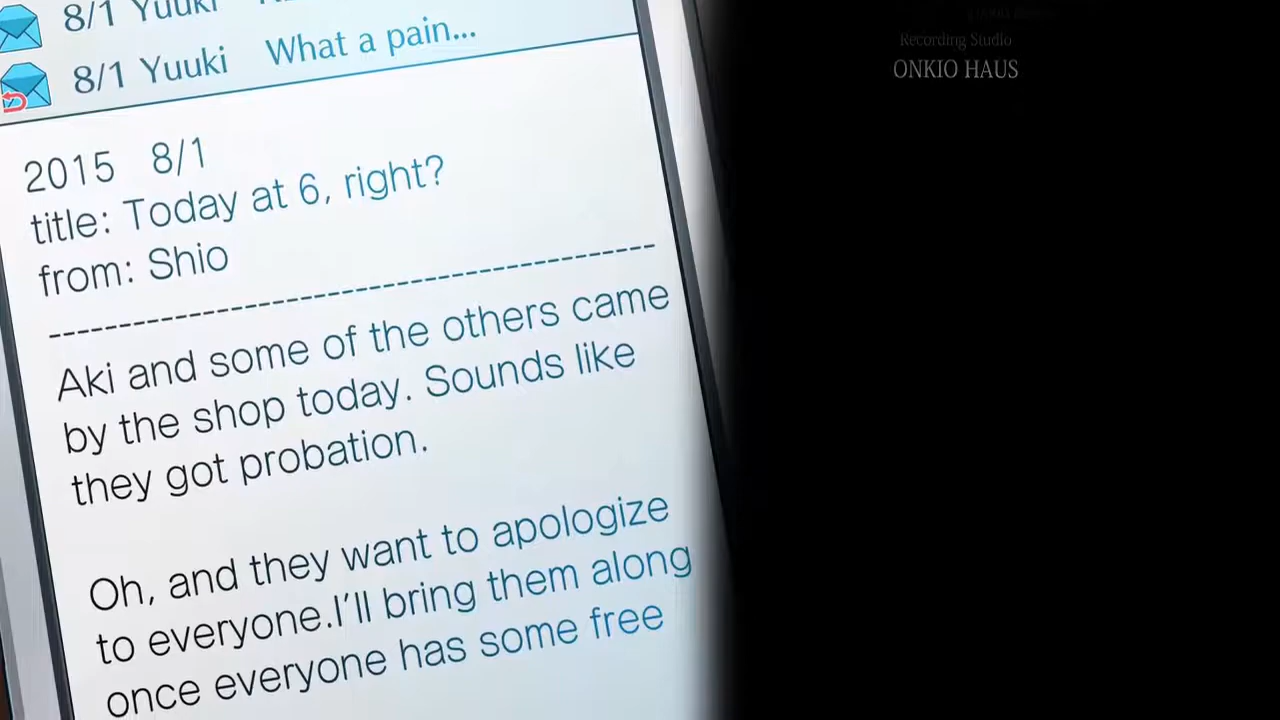 8/1 Yuuki
8/1 Yuuki What a pain...
2015 8/1
title: Today at 6, right?
from: Shio
--------------------------------------------------
Aki and some of the others came
by the shop today. Sounds like
they got probation.
Oh, and they want to apologize
to everyone.I'll bring them along
once everyone has some free
Recording Studio
ONKIO HAUS